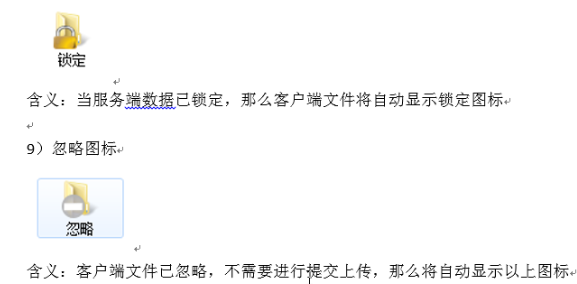 锁定
含义：当服务端数据已锁定，那么客户端文件将自动显示锁定图标
9）忽略图标
忽略
含义：客户端文件已忽略，不需要进行提交上传，那么将自动显示以上图标